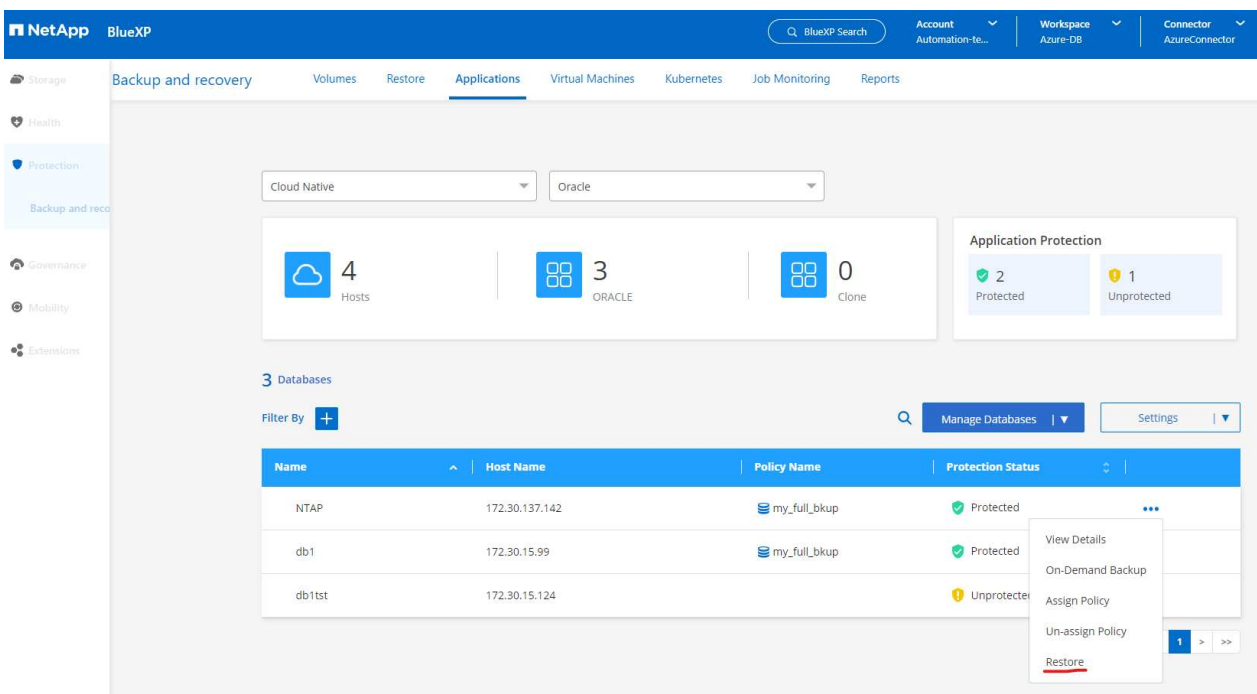 NetApp BlueXP
BlueXP Search
Account
Automation-te...
Workspace
Azure-DB
Connector
AzureConnector
Storage
Health
Protection
Backup and reco
Governance
Mobility
Extensions
Backup and recovery
Volumes Restore Applications Virtual Machines Kubernetes Job Monitoring Reports
Cloud Native
Oracle
4
Hosts
3
ORACLE
0
Clone
Application Protection
2
Protected
1
Unprotected
3 Databases
Filter By +
Manage Databases
Settings
Name Host Name Policy Name Protection Status
NTAP 172.30.137.142 my_full_bkup Protected
db1 172.30.15.99 my_full_bkup Protected
db1tst 172.30.15.124 Unprotected
View Details
On-Demand Backup
Assign Policy
Un-assign Policy
Restore
1 > >>